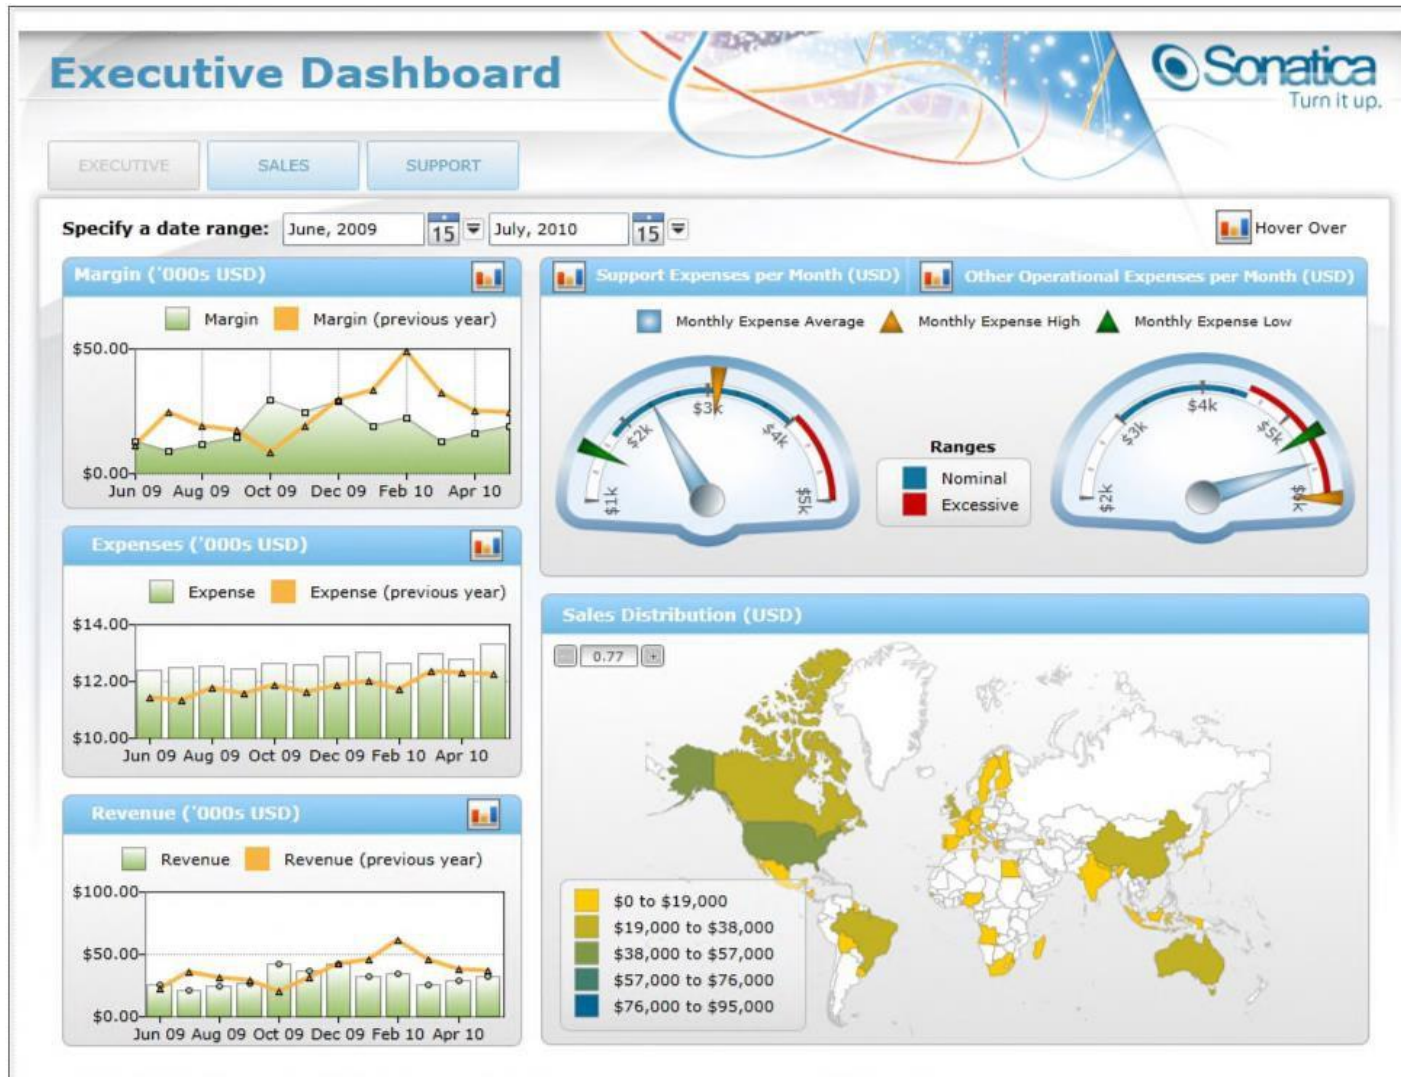 Executive Dashboard
Sonatica
Turn it up.
EXECUTIVE
SALES
SUPPORT
Specify a date range:
June, 2009
15
July, 2010
15
Hover Over
Margin ('000s USD)
Margin
Margin (previous year)
$50.00
$0.00
Jun 09 Aug 09 Oct 09 Dec 09 Feb 10 Apr 10
Expenses ('000s USD)
Expense
Expense (previous year)
$14.00
$12.00
$10.00
Jun 09 Aug 09 Oct 09 Dec 09 Feb 10 Apr 10
Revenue ('000s USD)
Revenue
Revenue (previous year)
$100.00
$50.00
$0.00
Jun 09 Aug 09 Oct 09 Dec 09 Feb 10 Apr 10
Support Expenses per Month (USD)
Other Operational Expenses per Month (USD)
Monthly Expense Average
Monthly Expense High
Monthly Expense Low
$1k
$2k
$3k
$4k
$5k
Ranges
Nominal
Excessive
$2k
$3k
$4k
$5k
$6k
Sales Distribution (USD)
0.77
+
$0 to $19,000
$19,000 to $38,000
$38,000 to $57,000
$57,000 to $76,000
$76,000 to $95,000